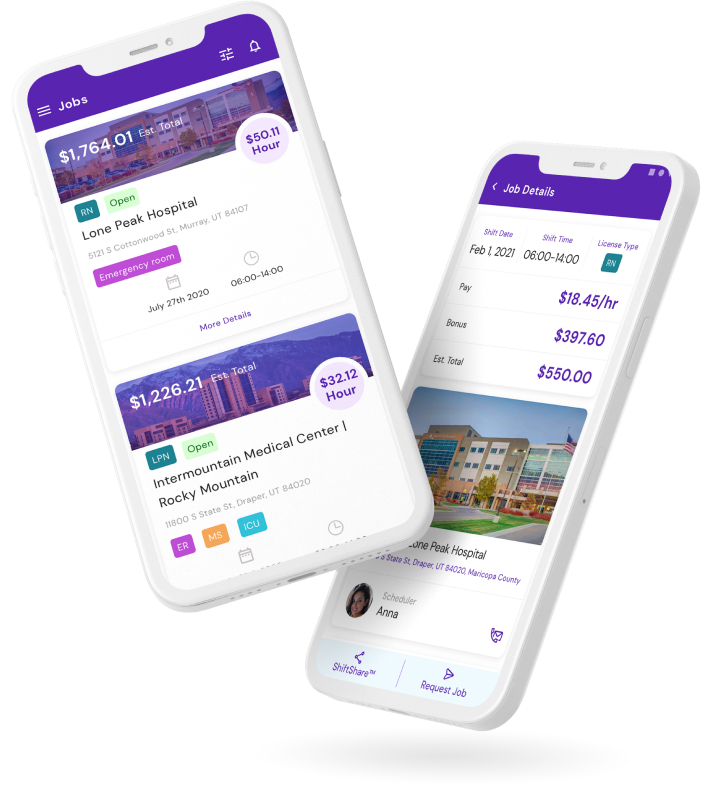 Jobs
$1,764.01 Est. Total
$50.11
Hour
RN Open
Lone Peak Hospital
5121 S Cottonwood St, Murray, UT 84107
Emergency room
July 27th 2020 06:00-14:00
More Details
$1,226.21 Est. Total
$32.12
Hour
LPN Open
Intermountain Medical Center |
Rocky Mountain
11800 S State St, Draper, UT 84020
ER MS ICU
Job Details
Shift Date Shift Time License Type
Feb 1, 2021 06:00-14:00 RN
Pay $18.45/hr
Bonus $397.60
Est. Total $550.00
Lone Peak Hospital
S State St, Draper, UT 84020, Maricopa County
Scheduler
Anna
ShiftShare™ Request Job